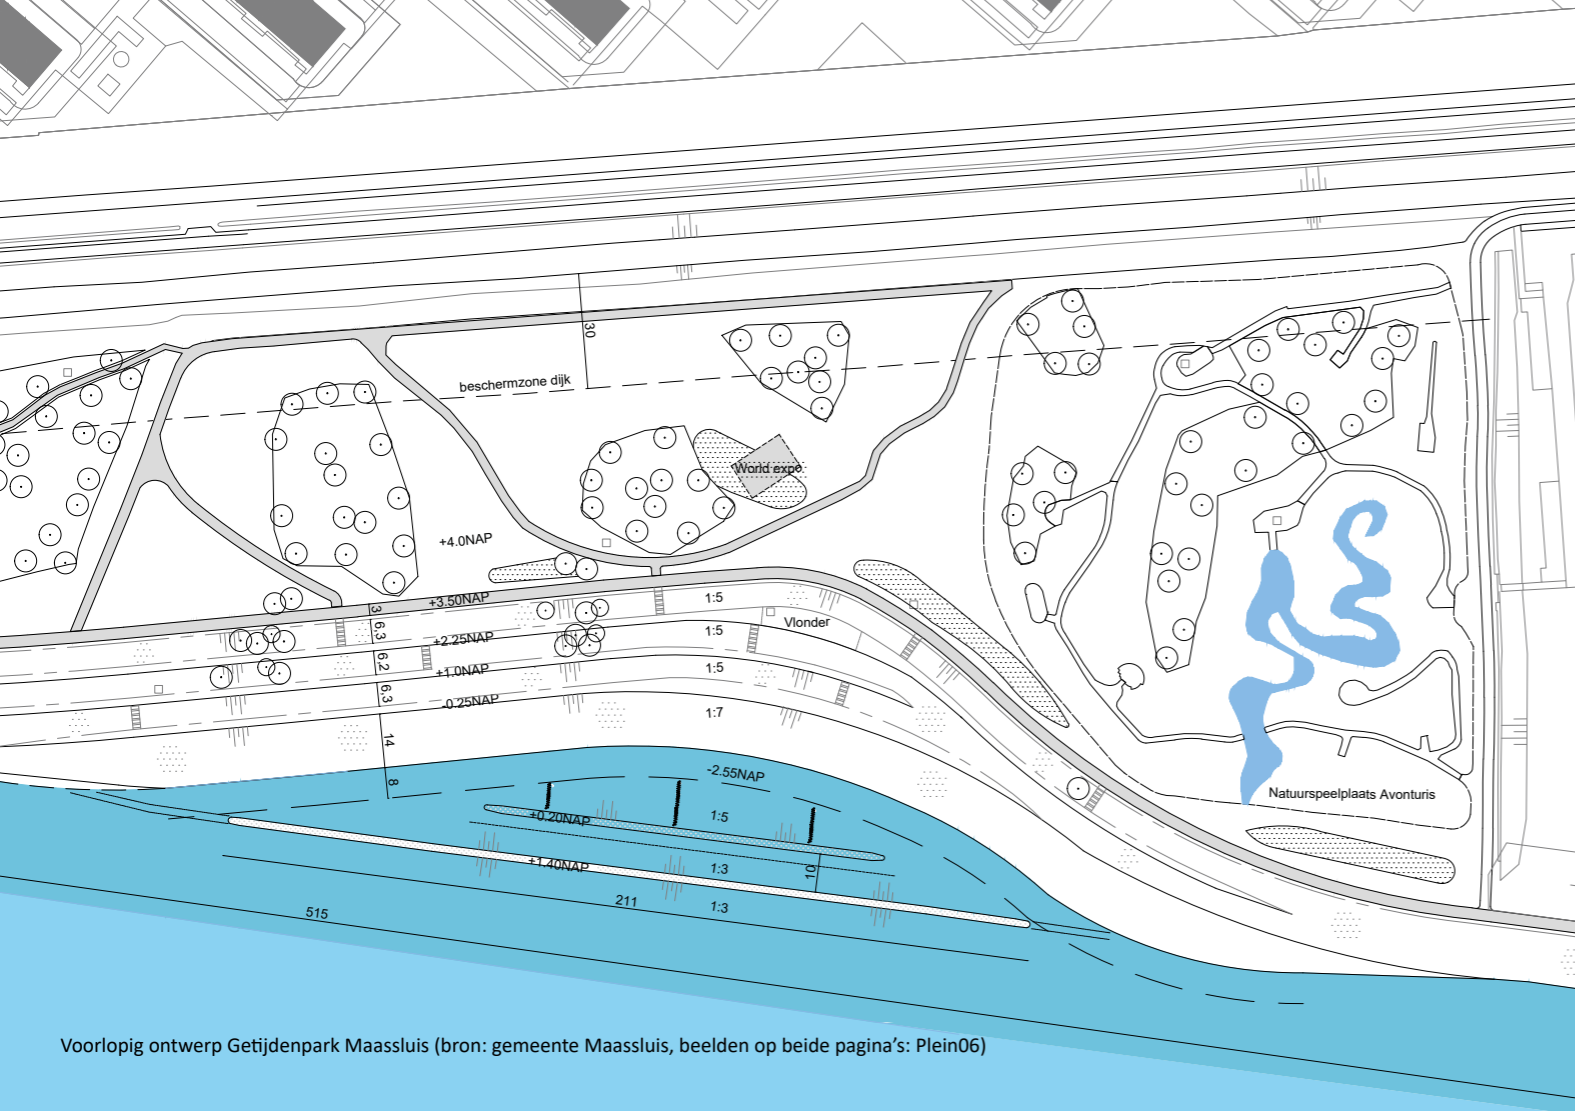 30
beschermzone dijk
World expo
+4.0NAP
3
+3.50NAP
1:5
6,3
+2.25NAP
1:5
Vlonder
6,2
+1.0NAP
1:5
6,3
-0.25NAP
1:7
14
8
-2.55NAP
+0.20NAP
1:5
Natuurspeelplaats Avonturis
+1.40NAP
1:3
10
515
211
1:3
Voorlopig ontwerp Getijdenpark Maassluis (bron: gemeente Maassluis, beelden op beide pagina's: Plein06)